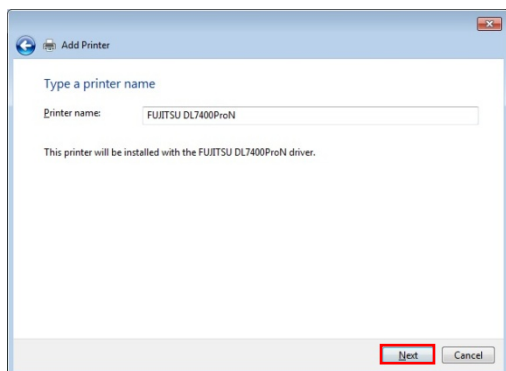 Add Printer
Type a printer name
Printer name: FUJITSU DL7400ProN
This printer will be installed with the FUJITSU DL7400ProN driver.
Next Cancel